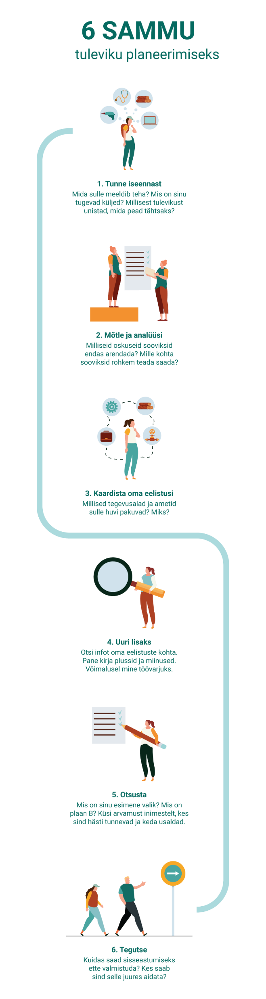 6 SAMMU
tuleviku planeerimiseks
1. Tunne iseennast
Mida sulle meeldib teha? Mis on sinu
tugevad küljed? Millisest tulevikust
unistad, mida pead tähtsaks?
2. Mõtle ja analüüsi
Milliseid oskuseid sooviksid
endas arendada? Mille kohta
sooviksid rohkem teada saada?
3. Kaardista oma eelistusi
Millised tegevusalad ja ametid
sulle huvi pakuvad? Miks?
4. Uuri lisaks
Otsi infot oma eelistuste kohta.
Pane kirja plussid ja miinused.
Võimalusel mine töövarjuks.
5. Otsusta
Mis on sinu esimene valik? Mis on
plaan B? Küsi arvamust inimestelt, kes
sind hästi tunnevad ja keda usaldad.
6. Tegutse
Kuidas saad sisseastumiseks
ette valmistuda? Kes saab
sind selle juures aidata?